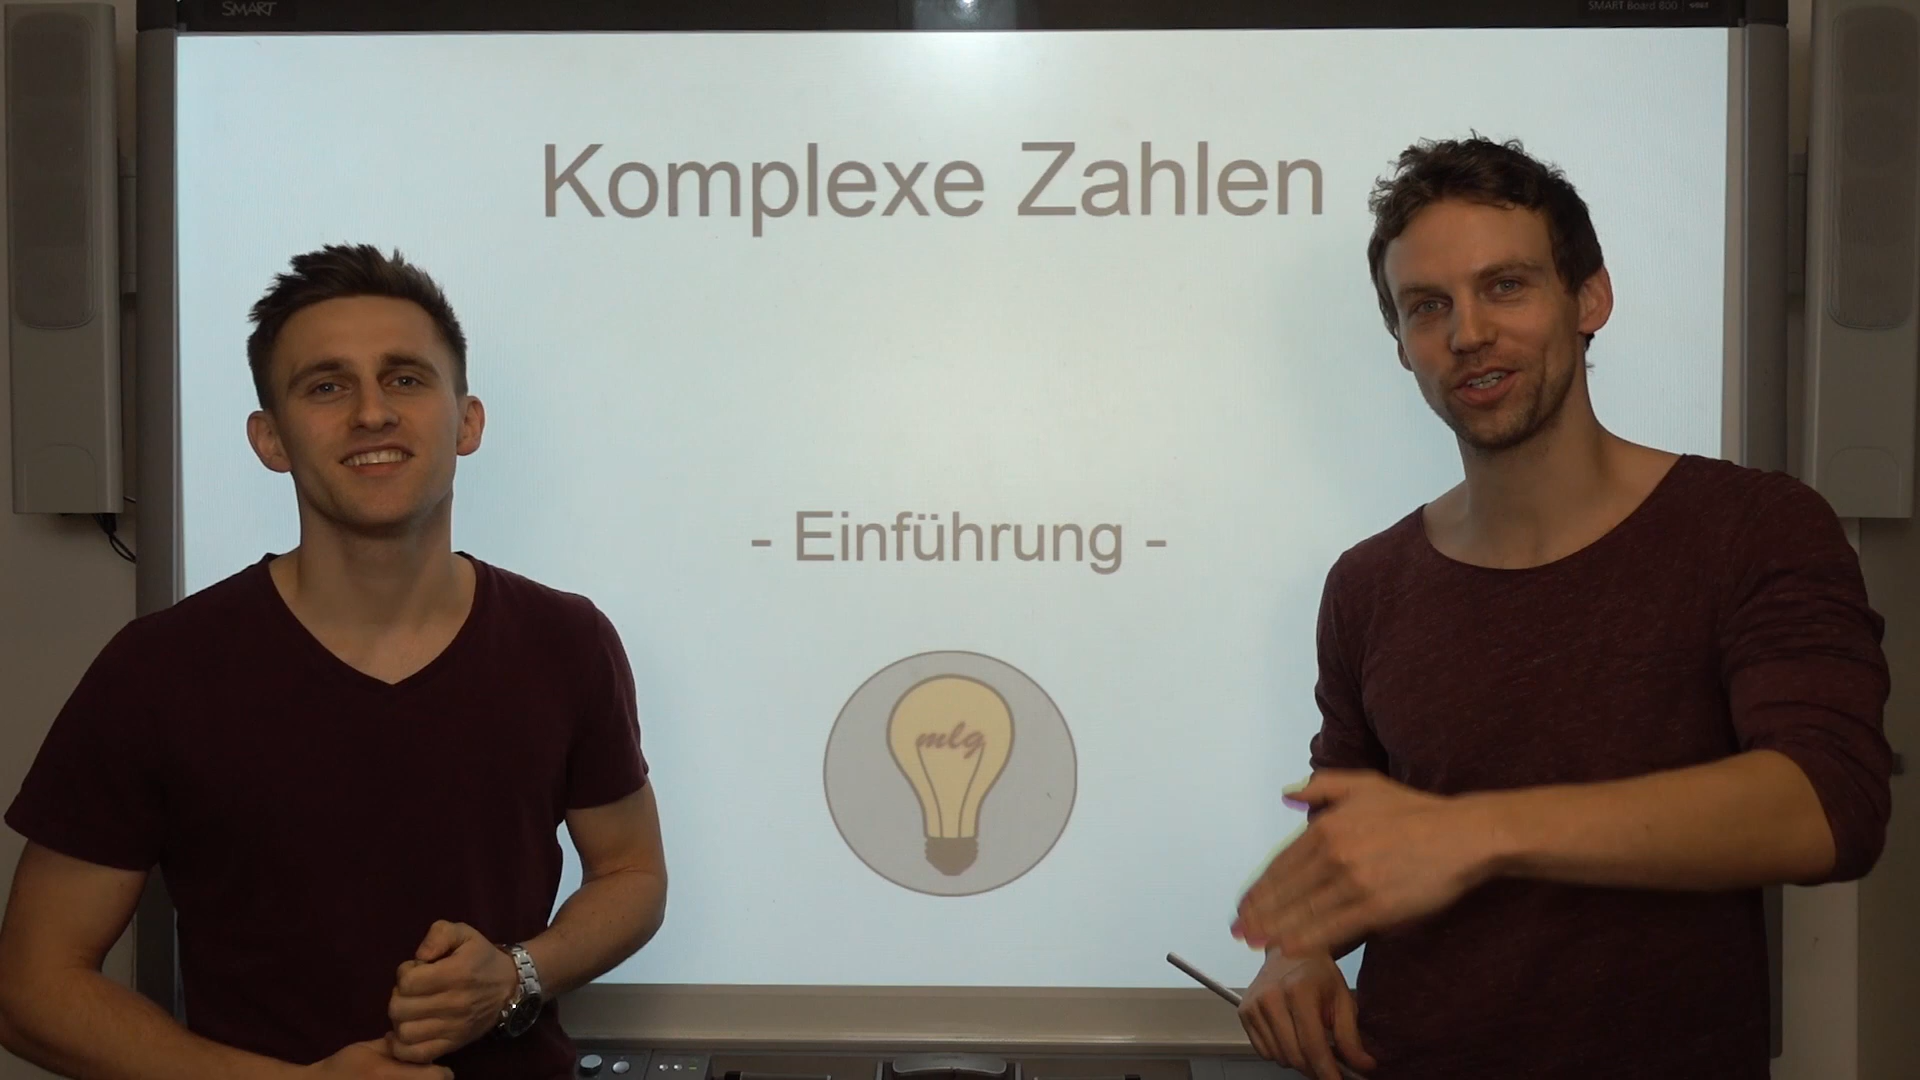 SMART
SMART Board 800
Komplexe Zahlen
- Einführung -
mlg